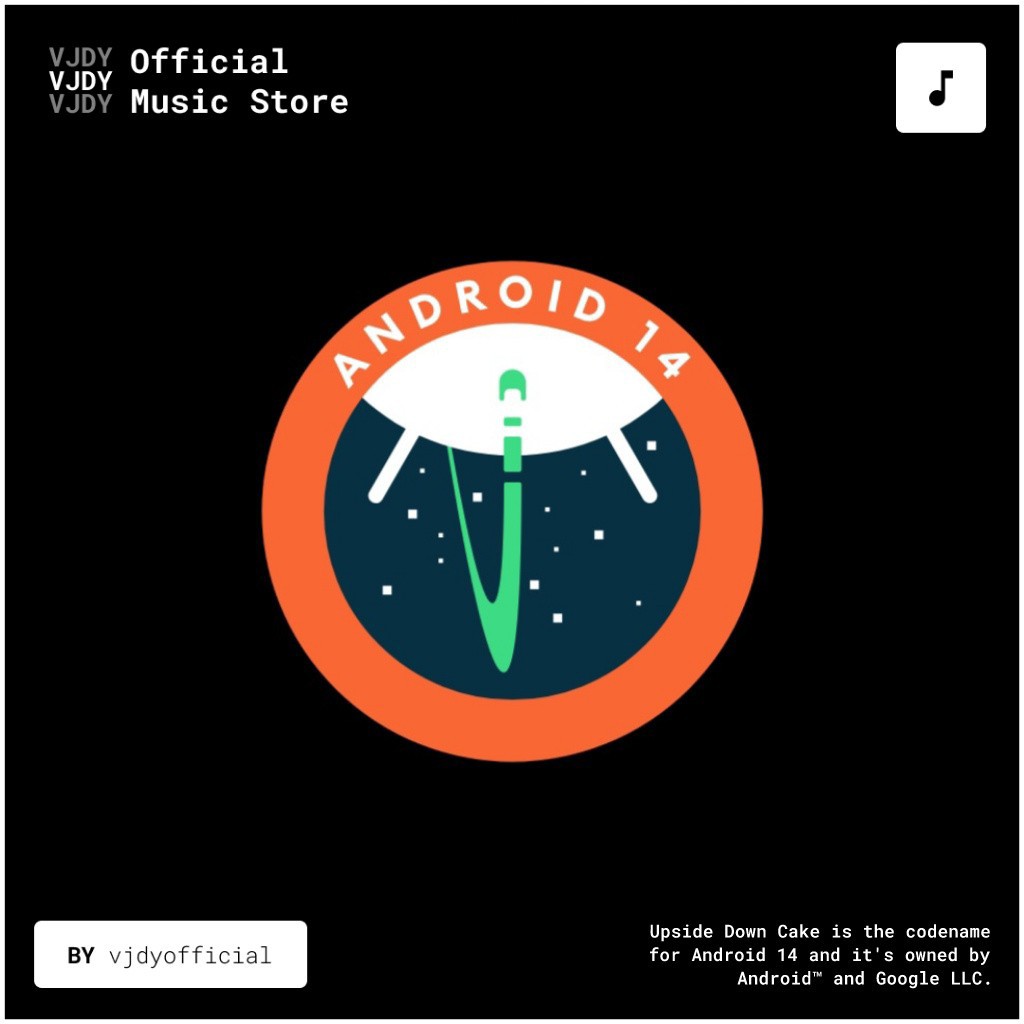 VJDY
VJDY
VJDY
Official
Music Store
ANDROID 14
BY vjdyofficial
Upside Down Cake is the codename
for Android 14 and it's owned by
Android™ and Google LLC.